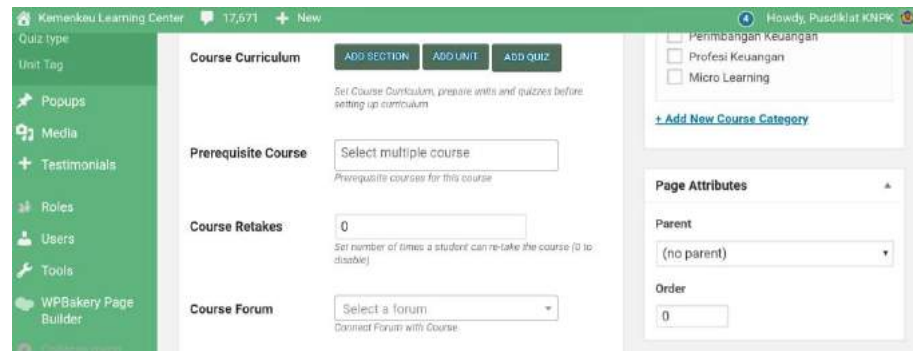 Kemenkeu Learning Center 17,671 + New
Howdy, Pusdiklat KNPK
Quiz type
Unit Tag
Popups
Media
Testimonials
Roles
Users
Tools
WPBakery Page
Builder
Course Curriculum
ADD SECTION ADD UNIT ADD QUIZ
Set Course Curriculum, prepare units and quizzes before
setting up curriculum
Prerequisite Course
Select multiple course
Prerequisite courses for this course
Course Retakes
0
Set number of times a student can re-take the course (0 to
disable)
Course Forum
Select a forum
Connect Forum with Course.
Perimbangan Keuangan
Profesi Keuangan
Micro Learning
+ Add New Course Category
Page Attributes
Parent
(no parent)
Order
0